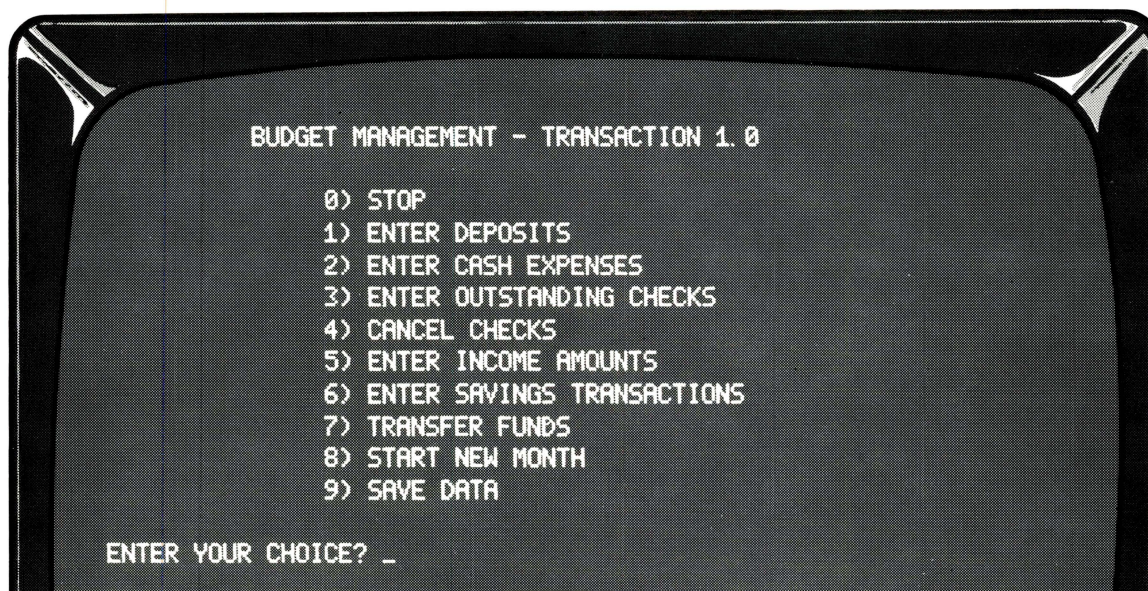 BUDGET MANAGEMENT - TRANSACTION 1.0
0) STOP
1) ENTER DEPOSITS
2) ENTER CASH EXPENSES
3) ENTER OUTSTANDING CHECKS
4) CANCEL CHECKS
5) ENTER INCOME AMOUNTS
6) ENTER SAVINGS TRANSACTIONS
7) TRANSFER FUNDS
8) START NEW MONTH
9) SAVE DATA
ENTER YOUR CHOICE? _